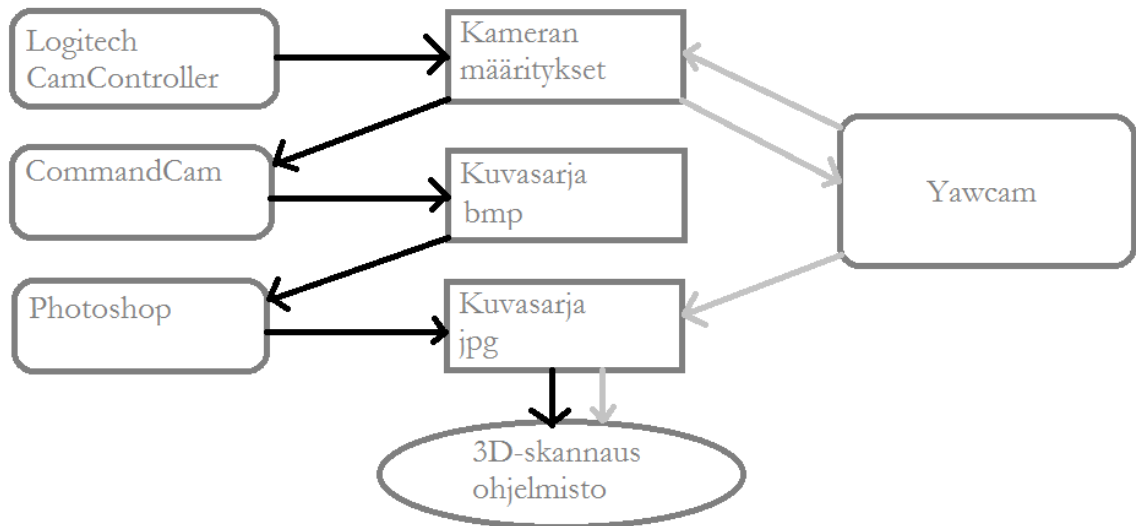 Logitech
CamController
Kameran
määritykset
CommandCam
Kuvasarja
bmp
Yawcam
Photoshop
Kuvasarja
jpg
3D-skannaus
ohjelmisto